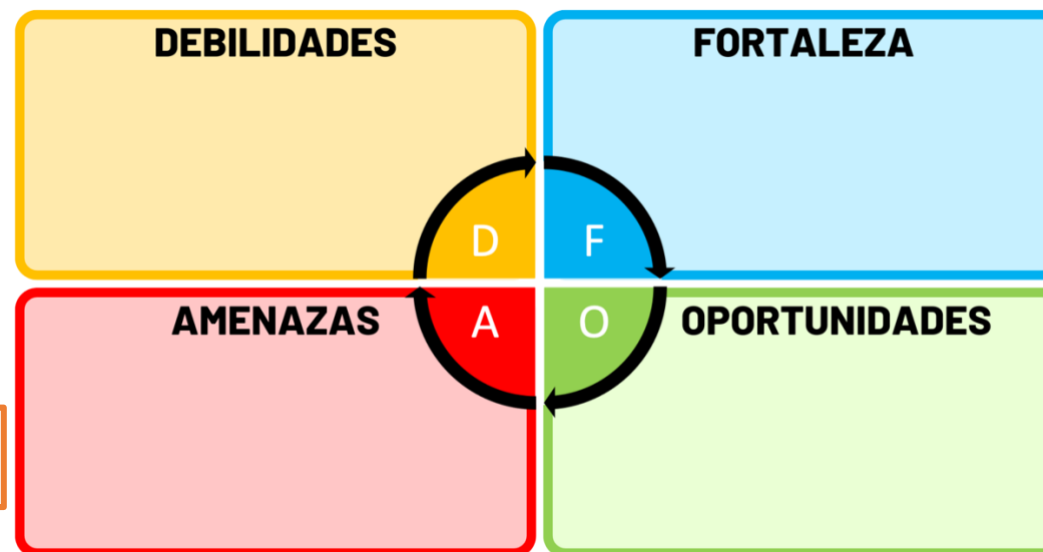 DEBILIDADES
FORTALEZA
D
F
AMENAZAS
A
O
OPORTUNIDADES